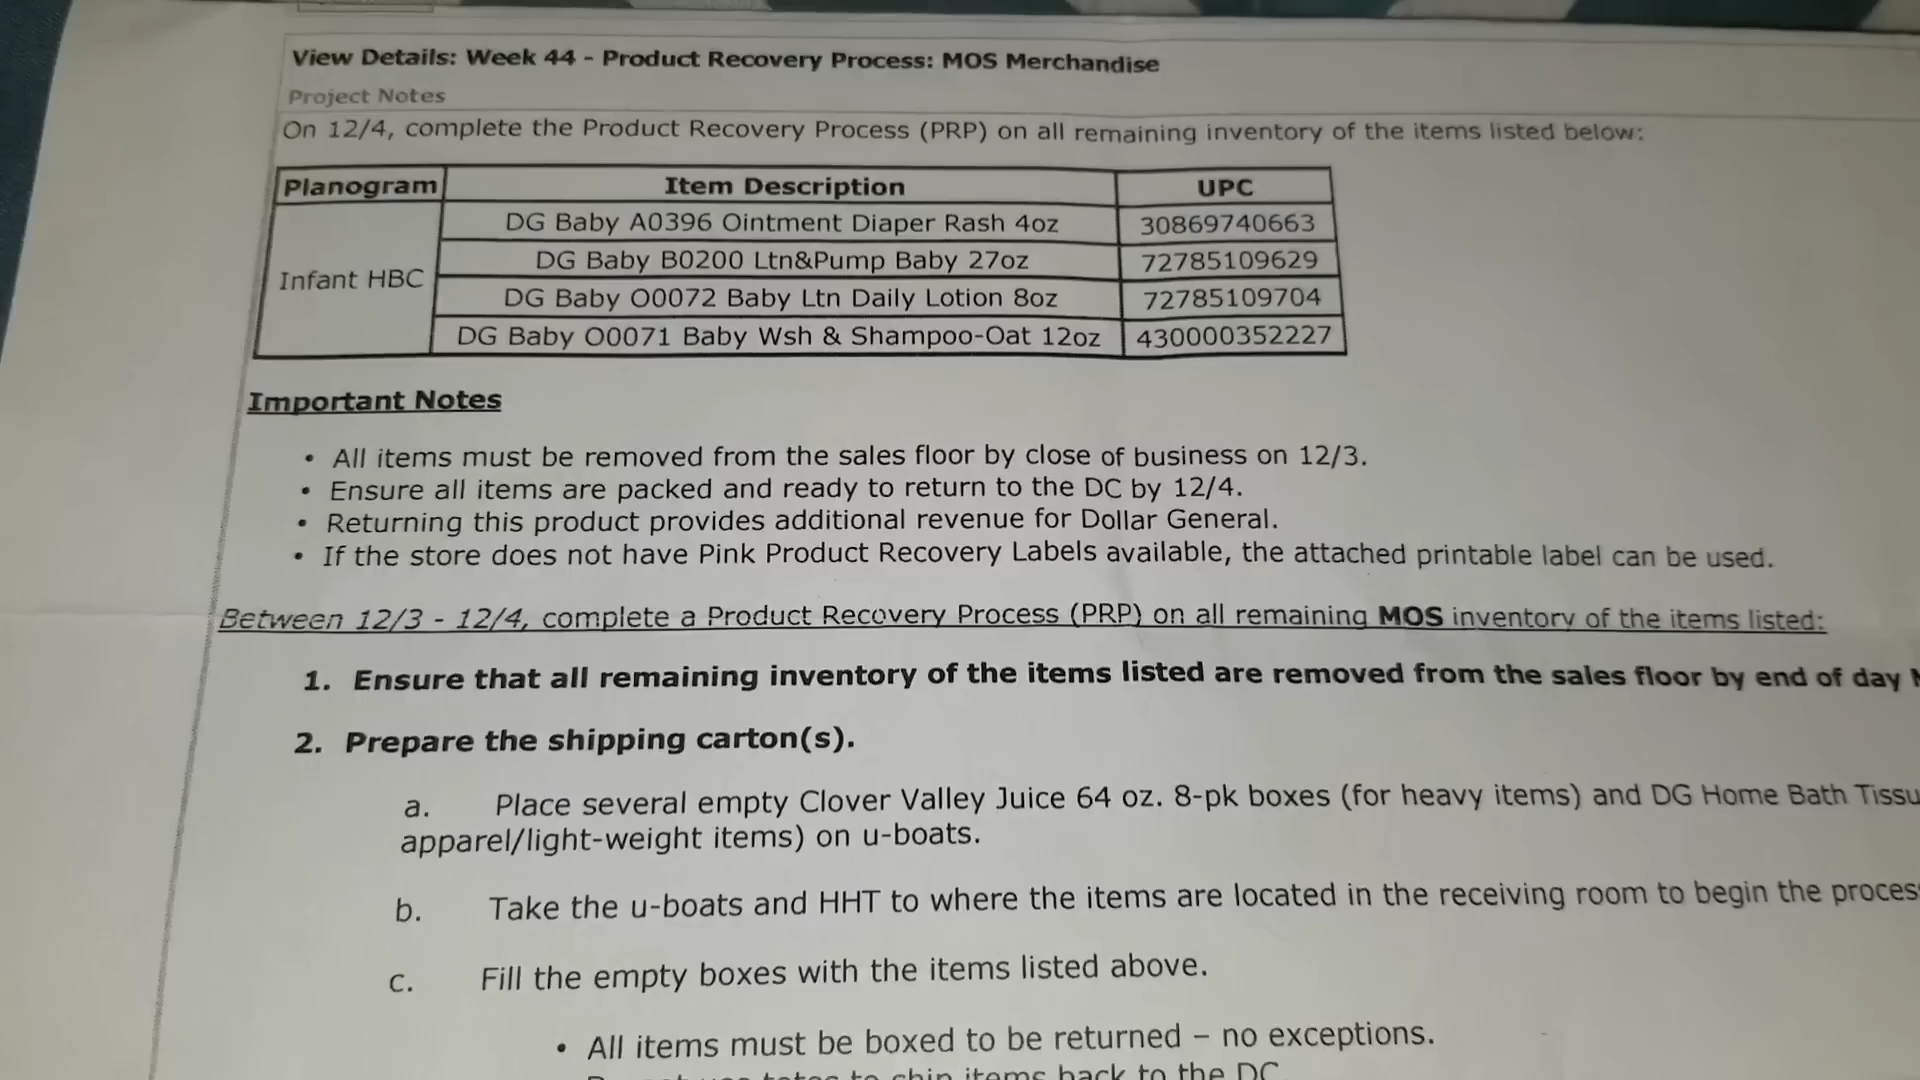 View Details: Week 44 - Product Recovery Process: MOS Merchandise
Project Notes
On 12/4, complete the Product Recovery Process (PRP) on all remaining inventory of the items listed below:
Planogram Item Description UPC
DG Baby A0396 Ointment Diaper Rash 4oz 30869740663
Infant HBC
DG Baby B0200 Ltn&Pump Baby 27oz 72785109629
DG Baby O0072 Baby Ltn Daily Lotion 8oz 72785109704
DG Baby O0071 Baby Wsh & Shampoo-Oat 12oz 430000352227
Important Notes
• All items must be removed from the sales floor by close of business on 12/3.
• Ensure all items are packed and ready to return to the DC by 12/4.
• Returning this product provides additional revenue for Dollar General.
• If the store does not have Pink Product Recovery Labels available, the attached printable label can be used.
Between 12/3 - 12/4, complete a Product Recovery Process (PRP) on all remaining MOS inventory of the items listed:
1. Ensure that all remaining inventory of the items listed are removed from the sales floor by end of day
2. Prepare the shipping carton(s).
a. Place several empty Clover Valley Juice 64 oz. 8-pk boxes (for heavy items) and DG Home Bath Tissu
apparel/light-weight items) on u-boats.
b. Take the u-boats and HHT to where the items are located in the receiving room to begin the proces
c. Fill the empty boxes with the items listed above.
• All items must be boxed to be returned – no exceptions.
to ship items back to the DC